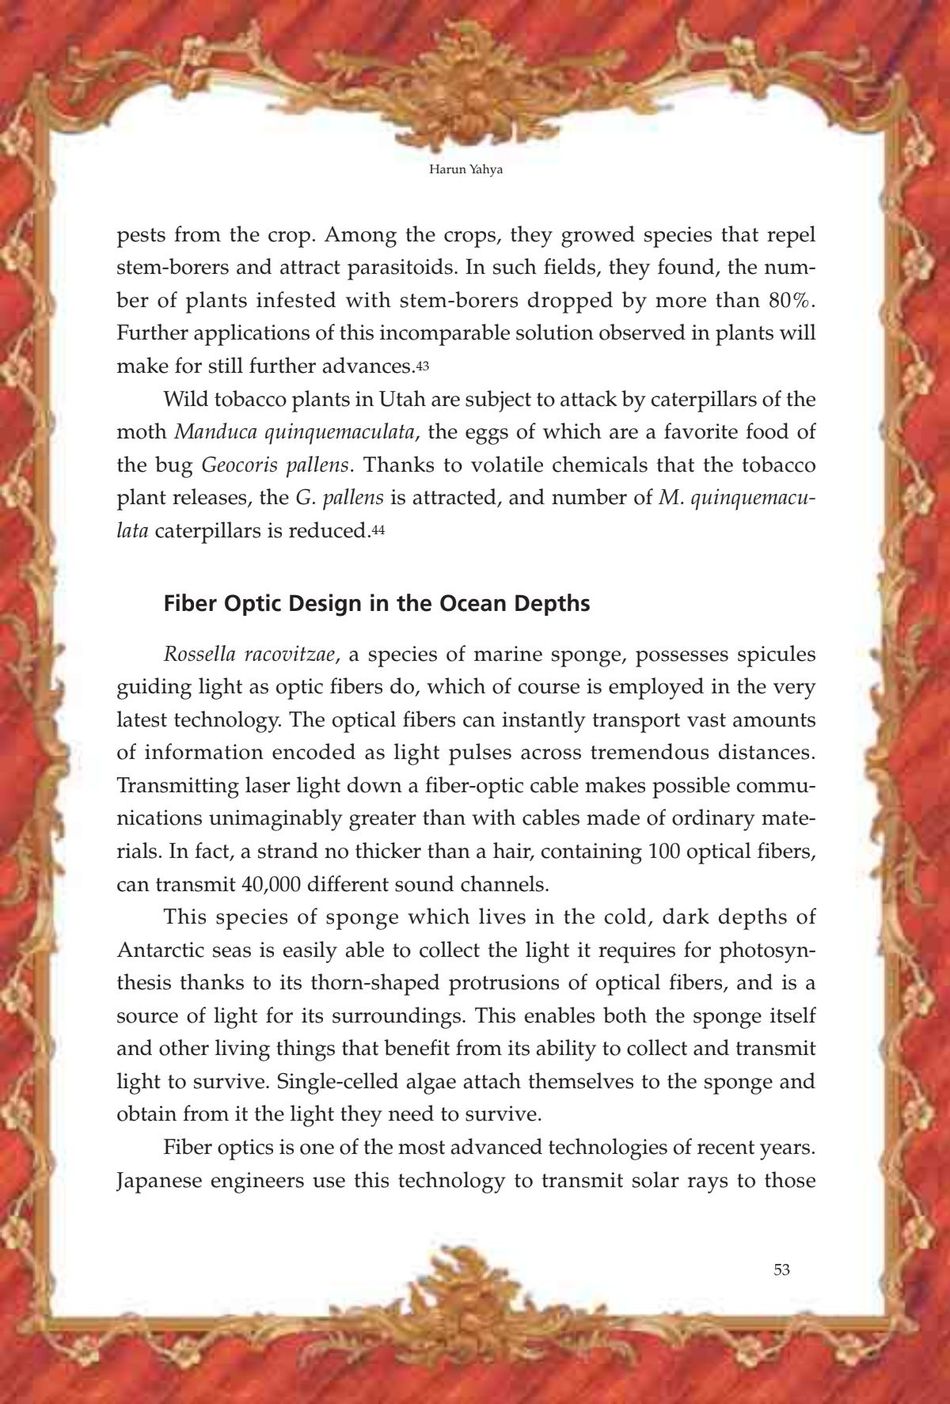 Harun Yahya
pests from the crop. Among the crops, they growed species that repel
stem-borers and attract parasitoids. In such fields, they found, the num-
ber of plants infested with stem-borers dropped by more than 80%.
Further applications of this incomparable solution observed in plants will
make for still further advances.43
Wild tobacco plants in Utah are subject to attack by caterpillars of the
moth Manduca quinquemaculata, the eggs of which are a favorite food of
the bug Geocoris pallens. Thanks to volatile chemicals that the tobacco
plant releases, the G. pallens is attracted, and number of M. quinquemacu-
lata caterpillars is reduced.44
Fiber Optic Design in the Ocean Depths
Rossella racovitzae, a species of marine sponge, possesses spicules
guiding light as optic fibers do, which of course is employed in the very
latest technology. The optical fibers can instantly transport vast amounts
of information encoded as light pulses across tremendous distances.
Transmitting laser light down a fiber-optic cable makes possible commu-
nications unimaginably greater than with cables made of ordinary mate-
rials. In fact, a strand no thicker than a hair, containing 100 optical fibers,
can transmit 40,000 different sound channels.
This species of sponge which lives in the cold, dark depths of
Antarctic seas is easily able to collect the light it requires for photosyn-
thesis thanks to its thorn-shaped protrusions of optical fibers, and is a
source of light for its surroundings. This enables both the sponge itself
and other living things that benefit from its ability to collect and transmit
light to survive. Single-celled algae attach themselves to the sponge and
obtain from it the light they need to survive.
Fiber optics is one of the most advanced technologies of recent years.
Japanese engineers use this technology to transmit solar rays to those
53